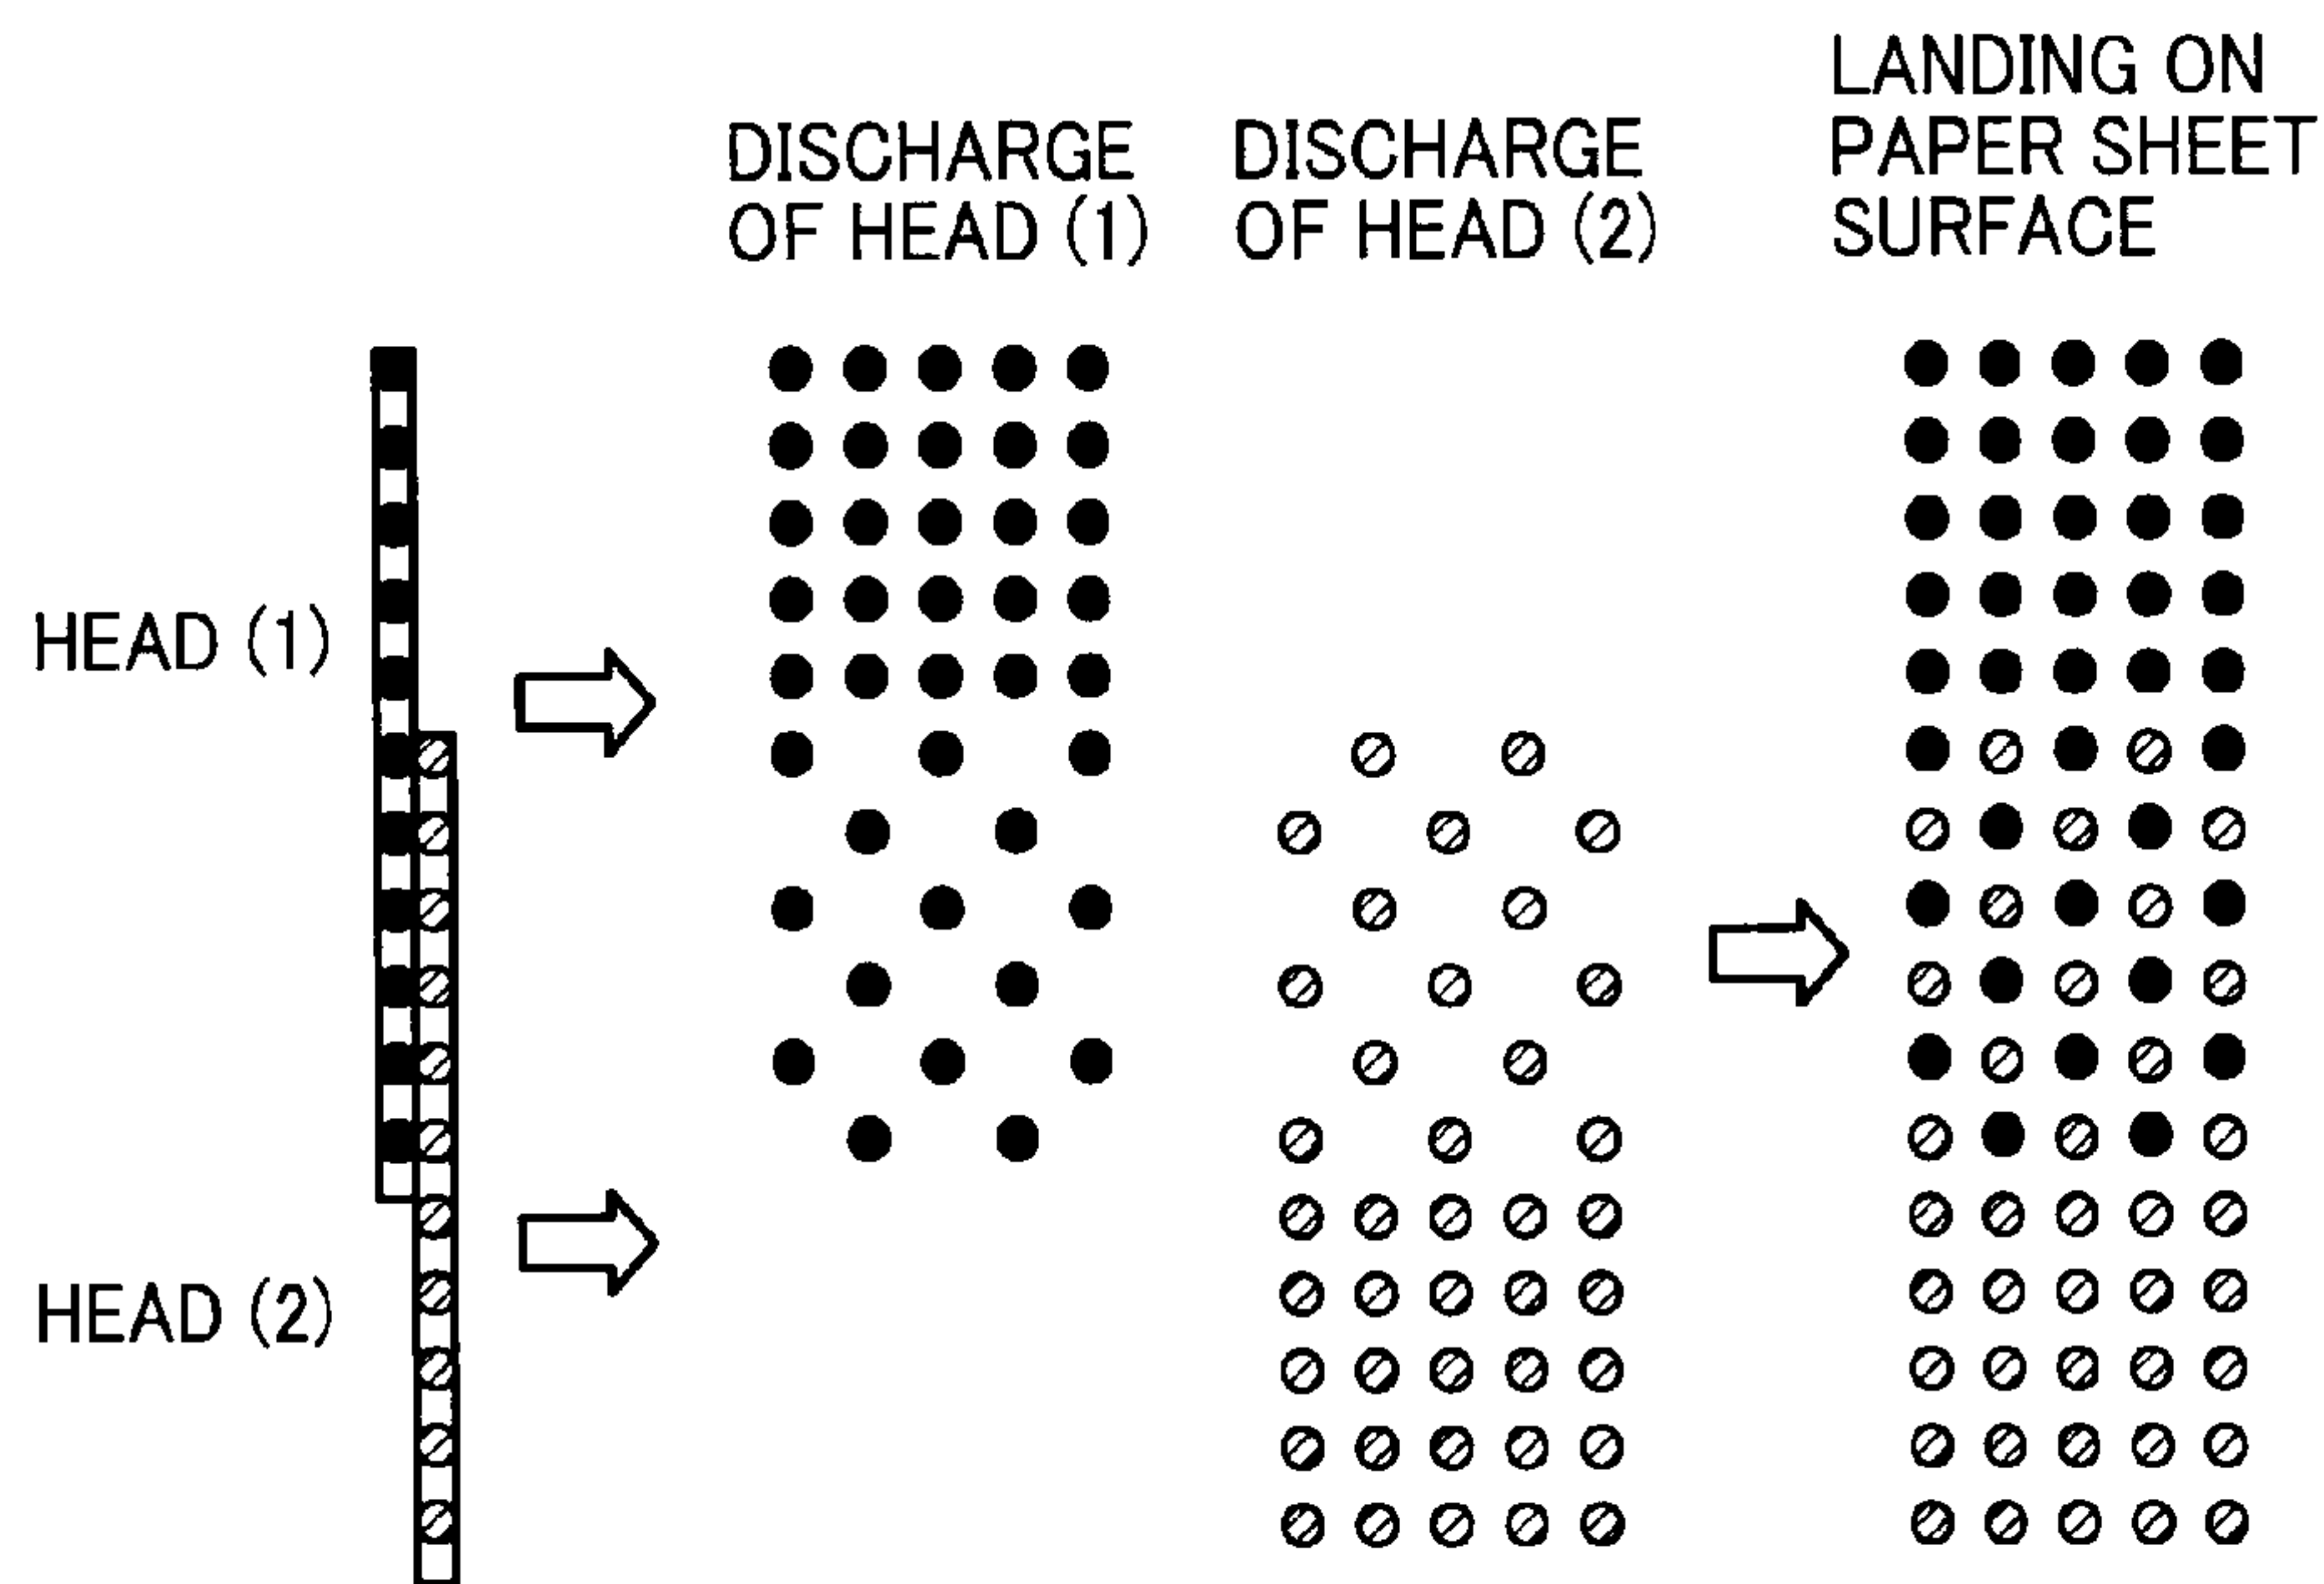 DISCHARGE
OF HEAD (1)
DISCHARGE
OF HEAD (2)
LANDING ON
PAPER SHEET
SURFACE
HEAD (1)
HEAD (2)